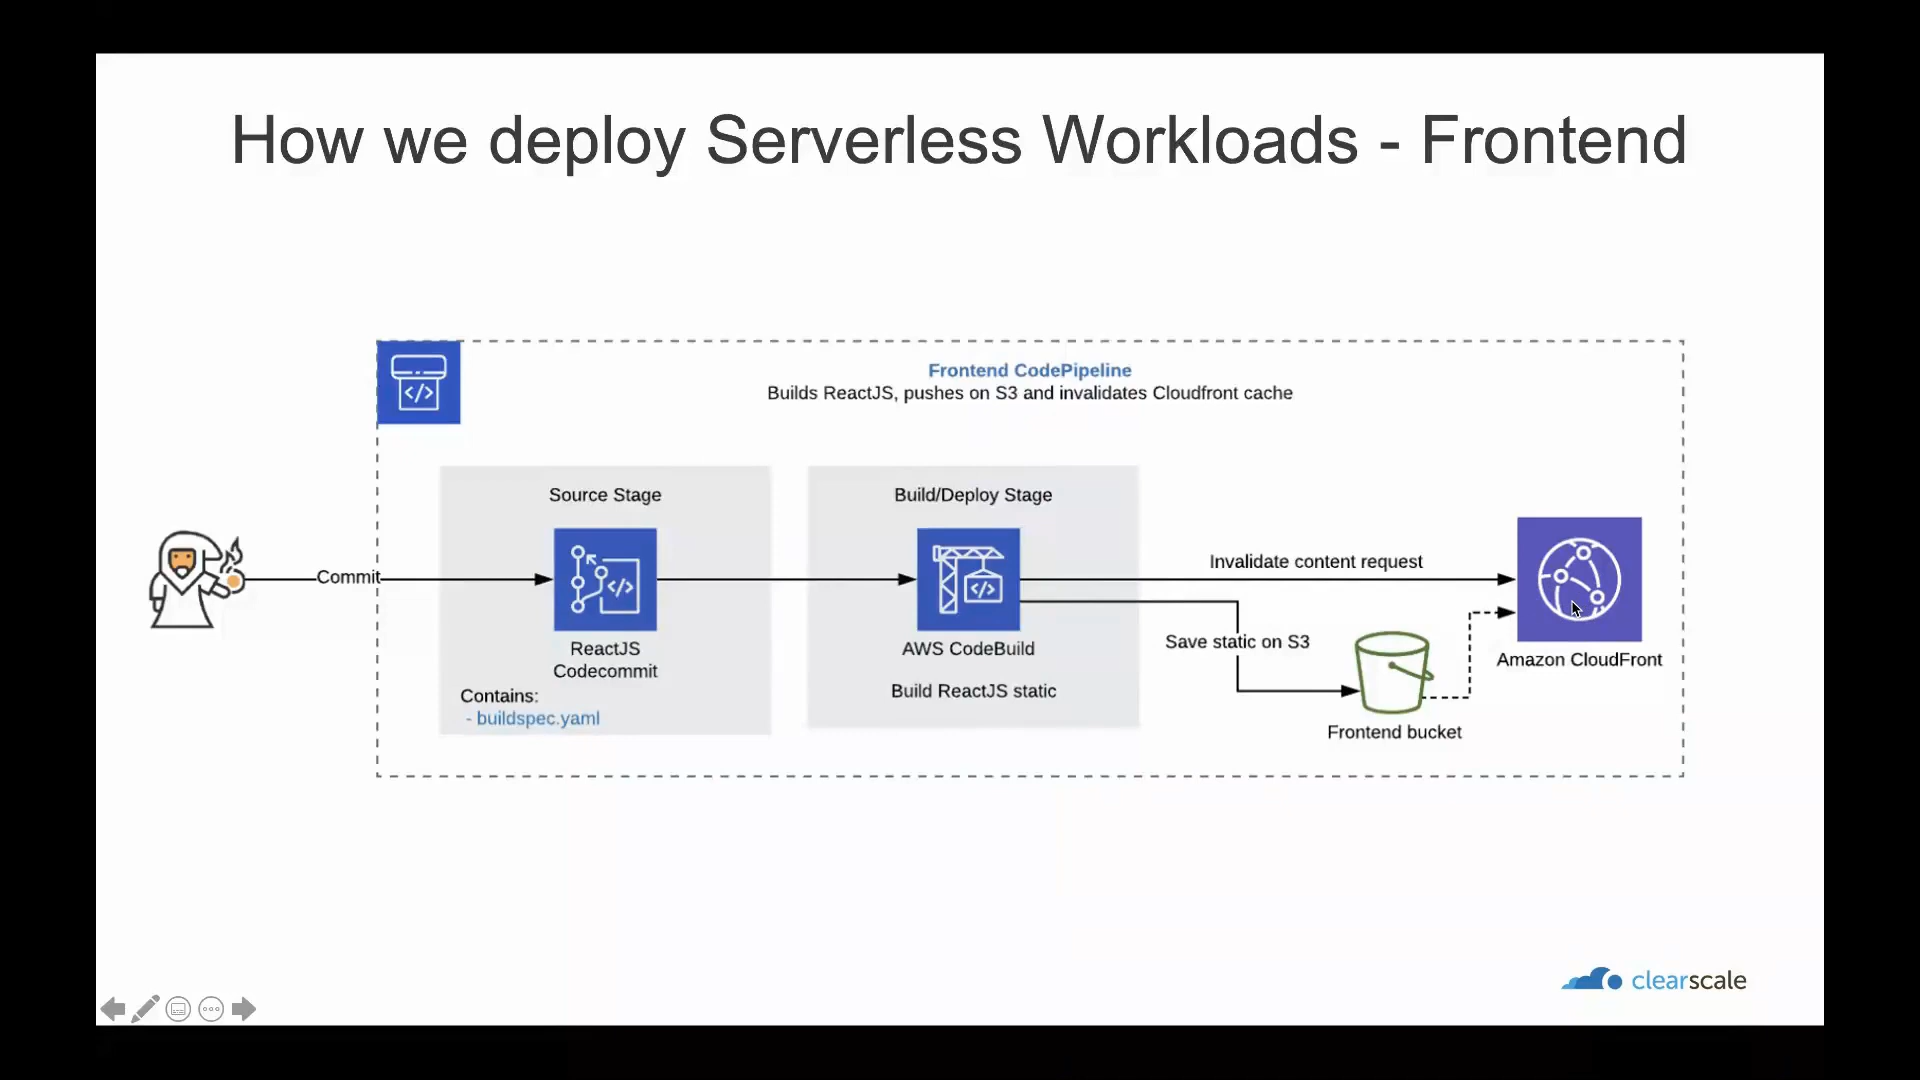 How we deploy Serverless Workloads - Frontend
Frontend CodePipeline
Builds ReactJS, pushes on S3 and invalidates Cloudfront cache
Source Stage
Build/Deploy Stage
Commit
Invalidate content request
ReactJS
Codecommit
Contains:
- buildspec.yaml
AWS CodeBuild
Build ReactJS static
Save static on S3
Frontend bucket
Amazon CloudFront
clearscale